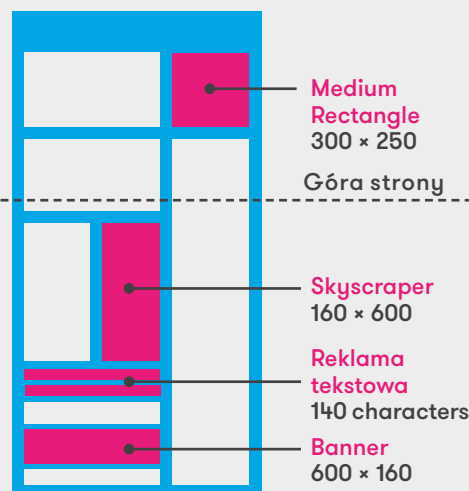 Medium
Rectangle
300 × 250
Góra strony
Skyscraper
160 × 600
Reklama
tekstowa
140 characters
Banner
600 × 160